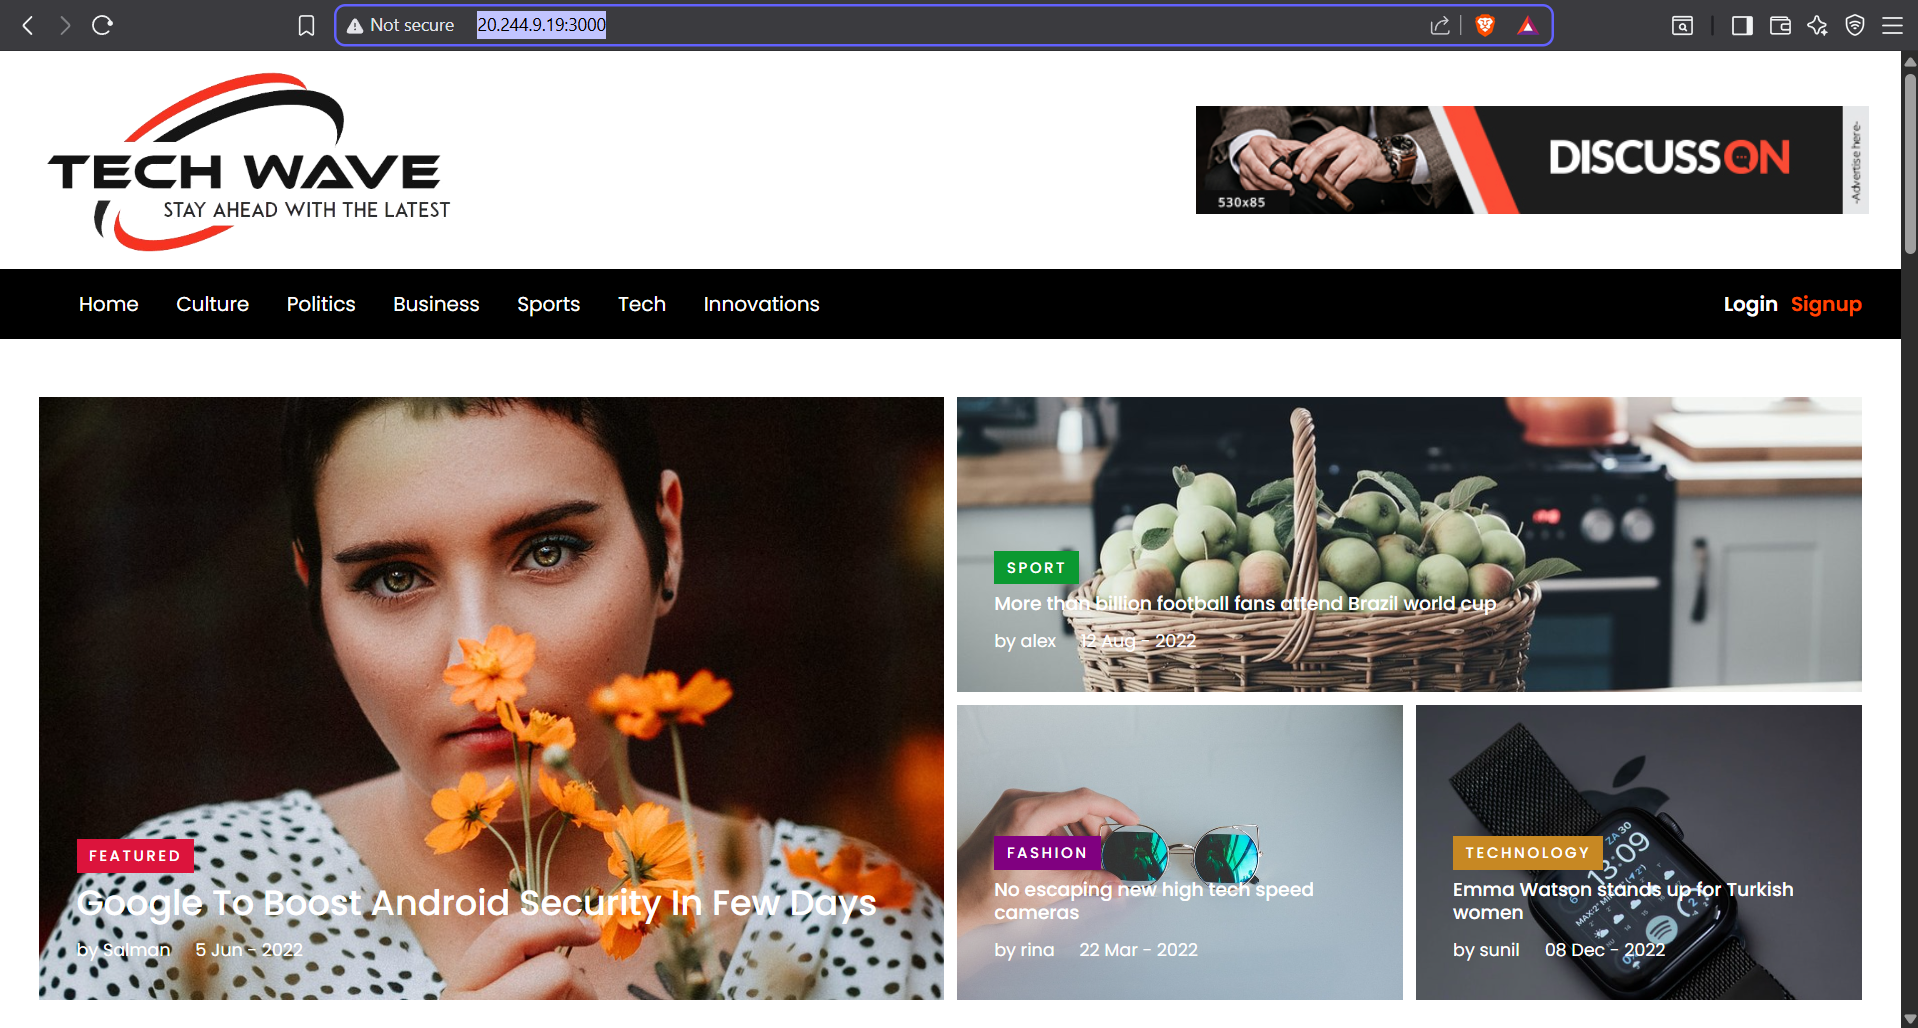 Not secure 20.244.9.19:3000
TECH WAVE
STAY AHEAD WITH THE LATEST
530x85
DISCUSSON
-Advertise here-
Home Culture Politics Business Sports Tech Innovations Login Signup
FEATURED
Google To Boost Android Security In Few Days
by Salman 5 Jun - 2022
SPORT
More than billion football fans attend Brazil world cup
by alex 12 Aug - 2022
FASHION
No escaping new high tech speed
cameras
by rina 22 Mar - 2022
TECHNOLOGY
Emma Watson stands up for Turkish
women
by sunil 08 Dec - 2022